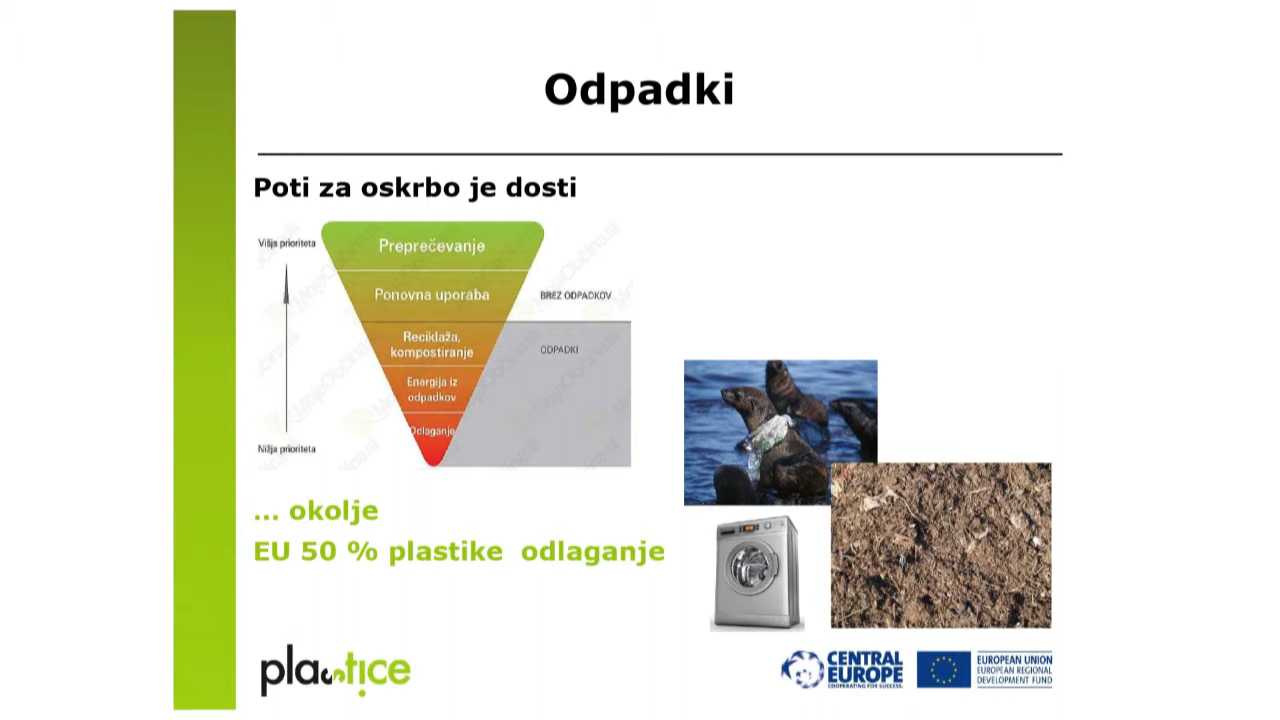 Odpadki
Poti za oskrbo je dosti
Višja prioriteta
Preprečevanje
Ponovna uporaba
BREZ ODPADKOV
Reciklaža,
kompostiranje
ODPADKI
Energija iz
odpadkov
Odlaganje
Nižja prioriteta
... okolje
EU 50 % plastike odlaganje
plastice
CENTRAL
EUROPE
COOPERATING FOR SUCCESS.
EUROPEAN UNION
EUROPEAN REGIONAL
DEVELOPMENT FUND